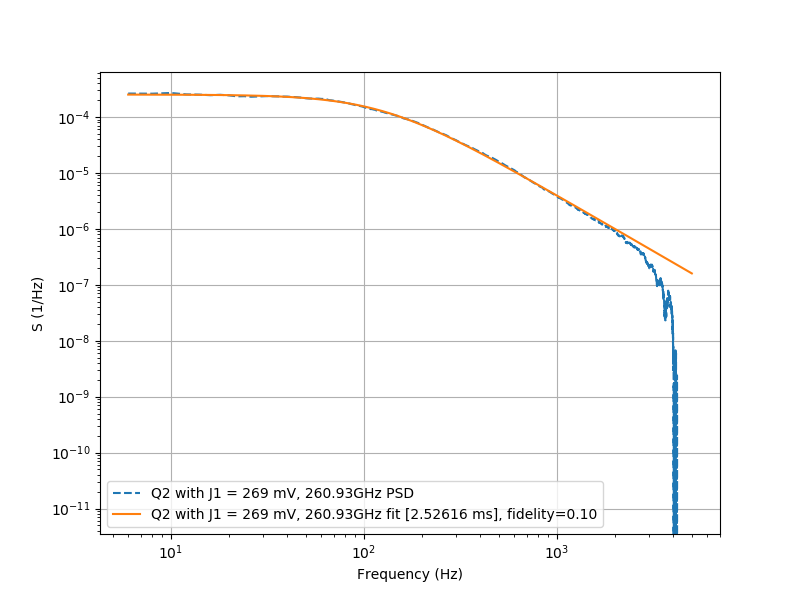 S (1/Hz)
10⁻⁴
10⁻⁵
10⁻⁶
10⁻⁷
10⁻⁸
10⁻⁹
10⁻¹⁰
10⁻¹¹
Q2 with J1 = 269 mV, 260.93GHz PSD
Q2 with J1 = 269 mV, 260.93GHz fit [2.52616 ms], fidelity=0.10
10¹ 10² 10³
Frequency (Hz)